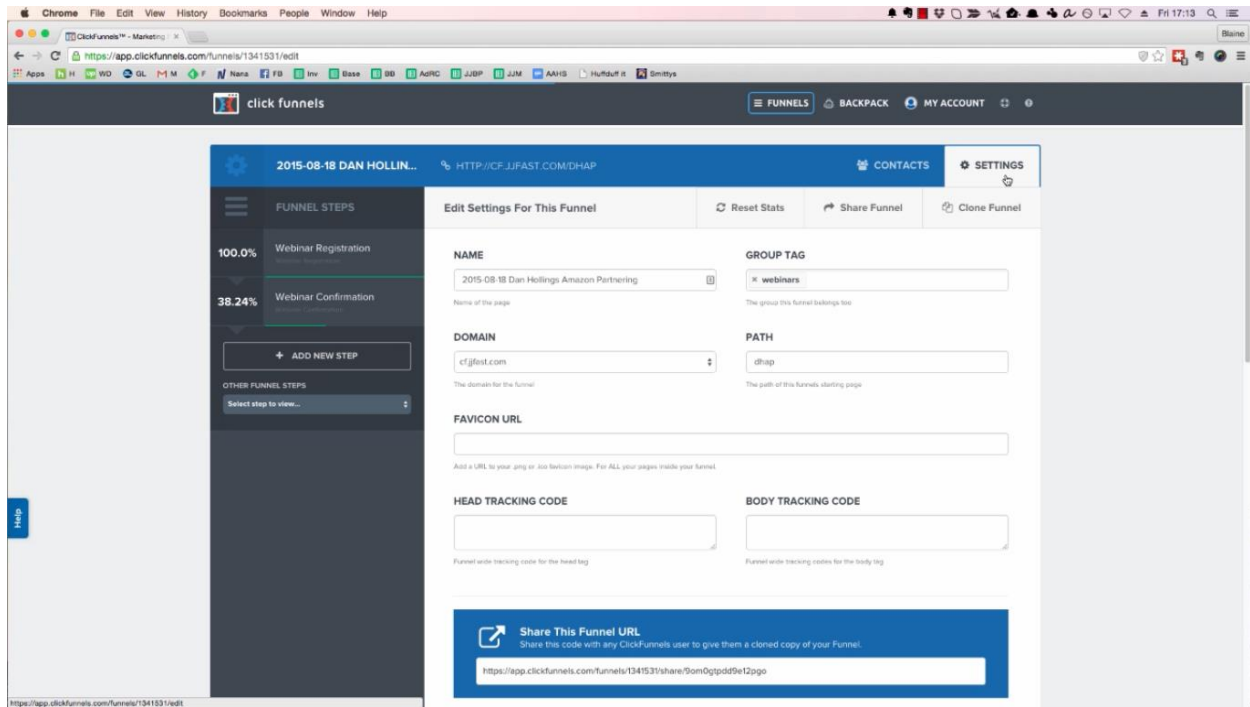 Chrome File Edit View History Bookmarks People Window Help
Fri 17:13
ClickFunnels™ - Marketing
Blaine
https://app.clickfunnels.com/funnels/1341531/edit
Apps H WD GL M M F Nara FB Inv Base BB AdRC JJBP JJM AAHS Huffduff it Smittys
click funnels
FUNNELS BACKPACK MY ACCOUNT
2015-08-18 DAN HOLLIN... HTTP://CF.JJFAST.COM/DHAP CONTACTS SETTINGS
FUNNEL STEPS
Edit Settings For This Funnel Reset Stats Share Funnel Clone Funnel
100.0% Webinar Registration
Webinar Registration
38.24% Webinar Confirmation
Webinar Confirmation
+ ADD NEW STEP
OTHER FUNNEL STEPS
Select step to view...
NAME GROUP TAG
2015-08-18 Dan Hollings Amazon Partnering × webinars
Name of the page The group this funnel belongs too
DOMAIN PATH
cf.jjfast.com dhap
The domain for the funnel The path of this funnels starting page
FAVICON URL
Add a URL to your .png or .ico favicon image. For ALL your pages inside your funnel.
HEAD TRACKING CODE BODY TRACKING CODE
Funnel wide tracking code for the head tag Funnel wide tracking codes for the body tag
Help
Share This Funnel URL
Share this code with any ClickFunnels user to give them a cloned copy of your Funnel.
https://app.clickfunnels.com/funnels/1341531/share/9om0gtpdd9e12pgo
https://app.clickfunnels.com/funnels/1341531/edit